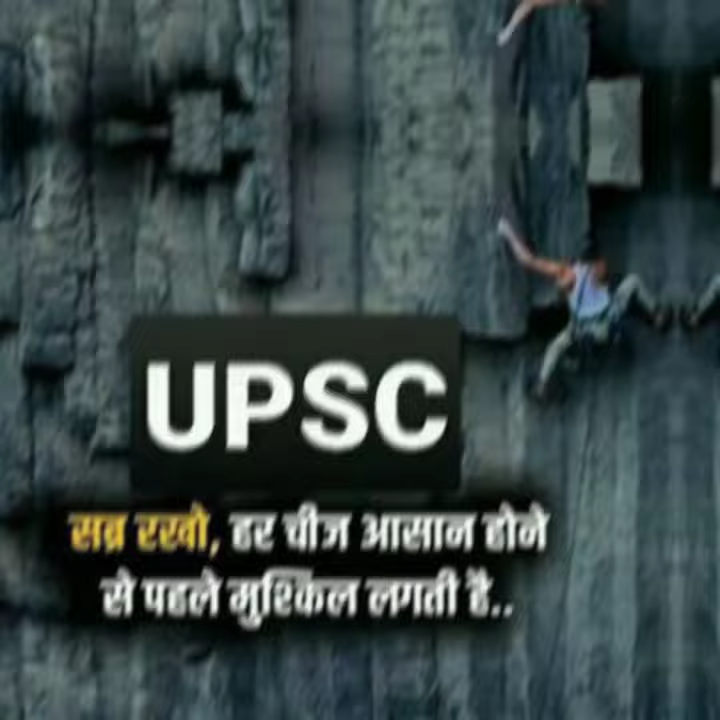 UPSC
सब्र रखो, हर चीज आसान होने
से पहले मुश्किल लगती है..